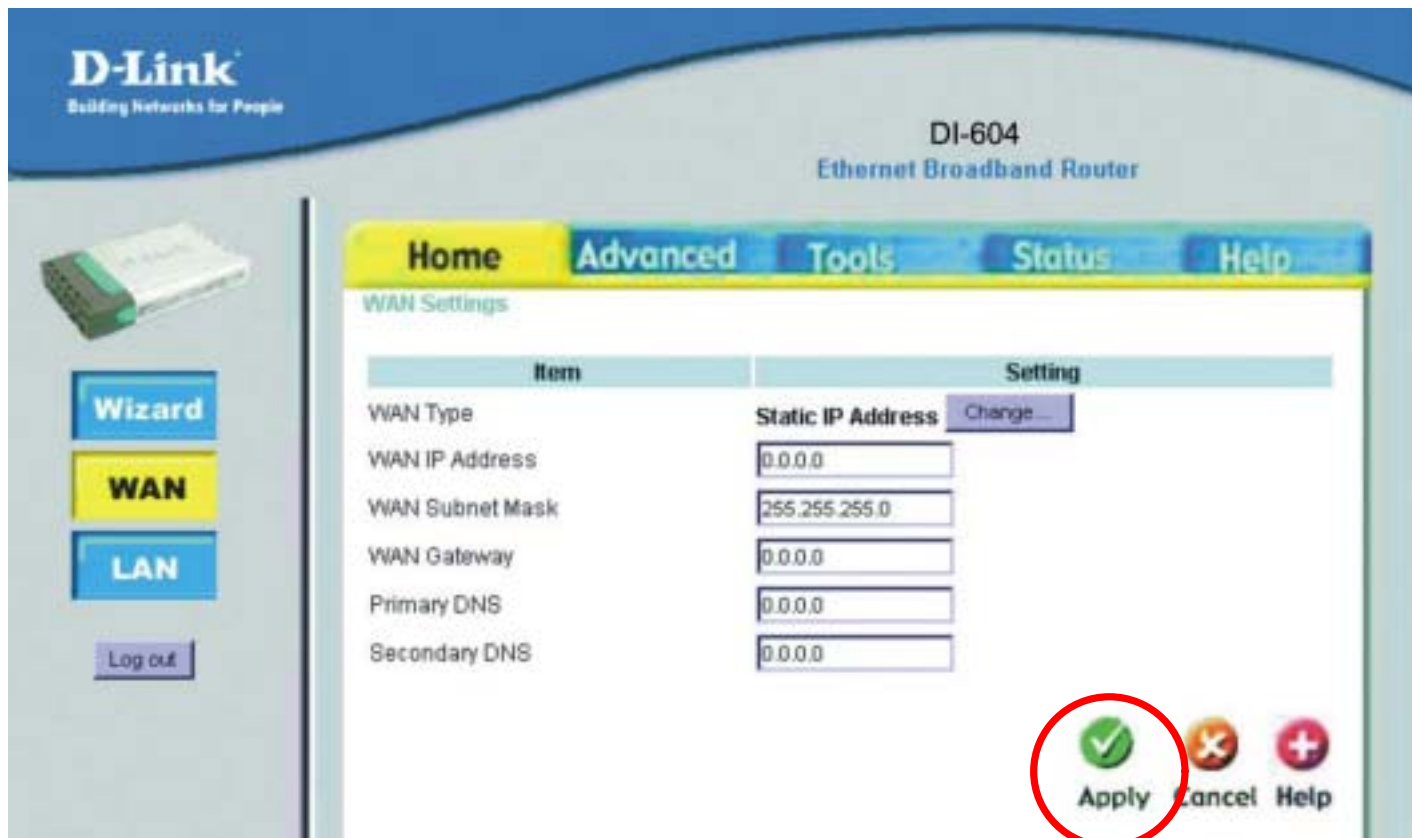 D-Link
Building Networks for People
DI-604
Ethernet Broadband Router
Home Advanced Tools Status Help
WAN Settings
Item Setting
WAN Type Static IP Address Change...
WAN IP Address 0.0.0.0
WAN Subnet Mask 255.255.255.0
WAN Gateway 0.0.0.0
Primary DNS 0.0.0.0
Secondary DNS 0.0.0.0
Wizard
WAN
LAN
Log out
Apply Cancel Help